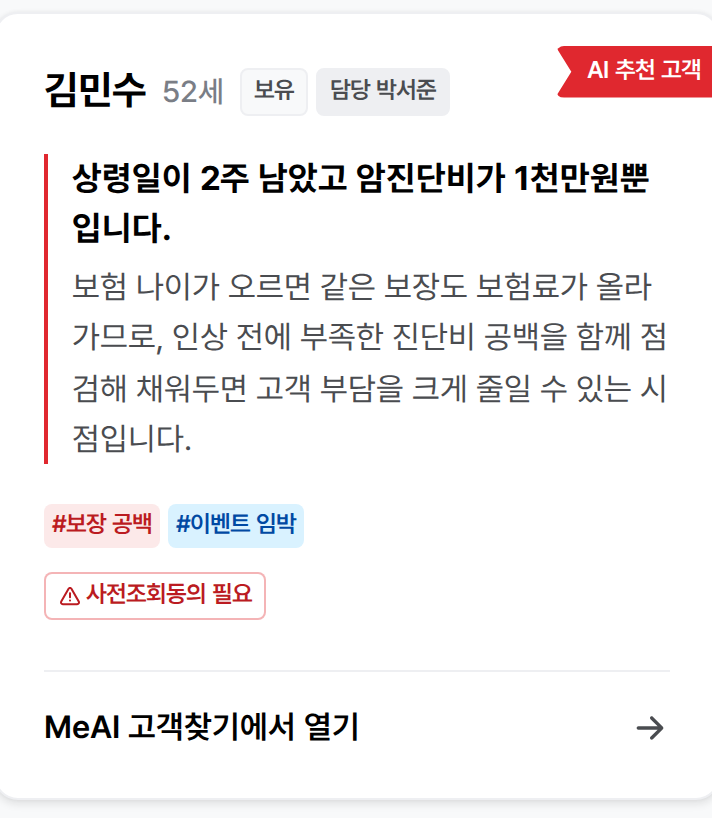 김민수 52세 보유 담당 박서준 AI 추천 고객
상령일이 2주 남았고 암진단비가 1천만원뿐
입니다.
보험 나이가 오르면 같은 보장도 보험료가 올라
가므로, 인상 전에 부족한 진단비 공백을 함께 점
검해 채워두면 고객 부담을 크게 줄일 수 있는 시
점입니다.
#보장 공백 #이벤트 임박
사전조회동의 필요
MeAI 고객찾기에서 열기